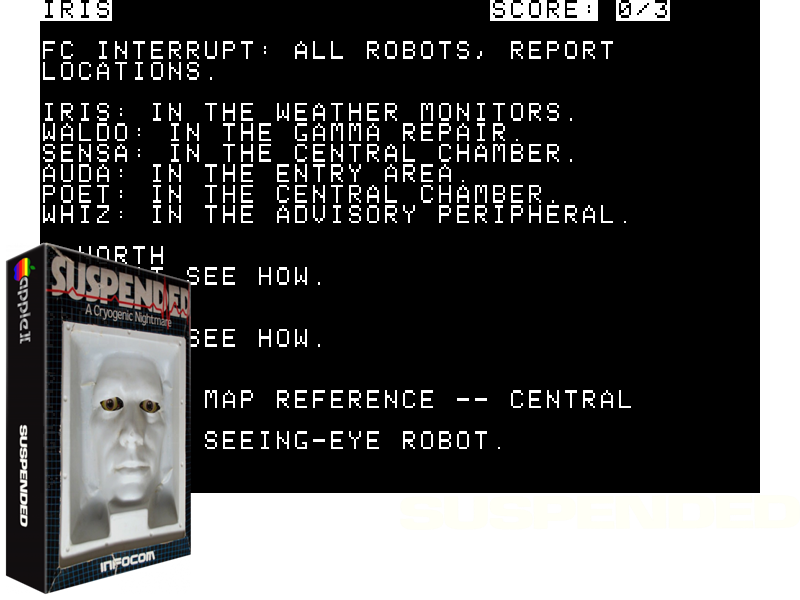 IRIS SCORE: 0/3
FC INTERRUPT: ALL ROBOTS, REPORT
LOCATIONS.
IRIS: IN THE WEATHER MONITORS.
WALDO: IN THE GAMMA REPAIR.
SENSA: IN THE CENTRAL CHAMBER.
AUDA: IN THE ENTRY AREA.
POET: IN THE CENTRAL CHAMBER.
WHIZ: IN THE ADVISORY PERIPHERAL.
SEE HOW.
SEE HOW.
MAP REFERENCE -- CENTRAL
SEEING-EYE ROBOT.
apple ][
SUSPENDED
SUSPENDED
A Cryogenic Nightmare
INFOCOM
SUSPENDED